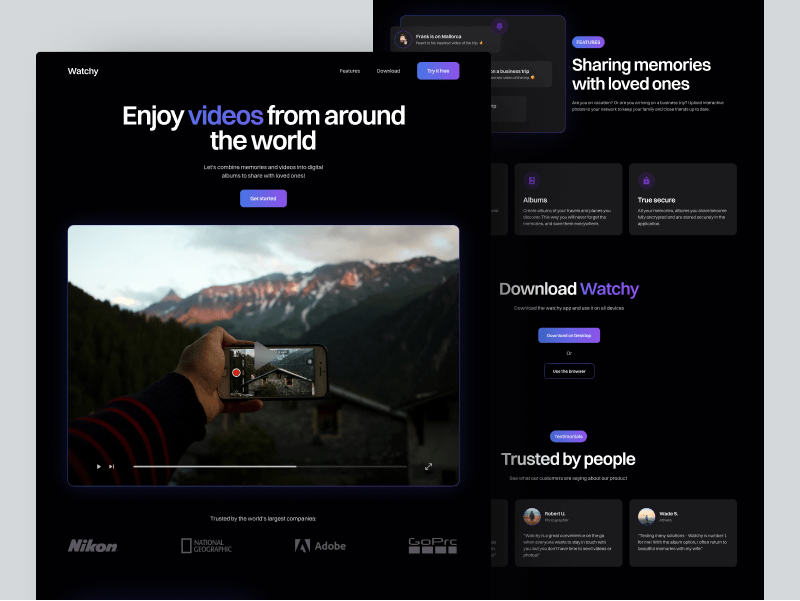 Watchy
Features
Download
Try it free
Enjoy videos from around
the world
Let's combine memories and videos into digital
albums to share with loved ones!
Get started
Trusted by the world's largest companies:
Nikon
NATIONAL
GEOGRAPHIC
Adobe
GoPro
Frank is on Mallorca
on a business trip
FEATURES
Sharing memories
with loved ones
Are you on vacation? Or are you arriving on a business trip? Upload interactive
photos to your network to keep your family and close friends up to date.
Albums
Create albums of your travels and places you
discover. This way you will never forget the
memories, and save them everywhere.
True secure
All your memories, albums you share become
fully encrypted and are stored securely in the
application.
Download Watchy
Download the watchy app and use it on all devices
Download on Desktop
Or
Use the browser
Testimonials
Trusted by people
See what our customers are saying about our product
Robert U.
Photographer
"Watchy is a great convenience on the go
when everyone wants to stay in touch with
you, but you don't have time to send videos or
photos!"
Wade S.
"Testing many solutions - Watchy is number 1
for me! With the album option, I often return to
beautiful memories with my wife"